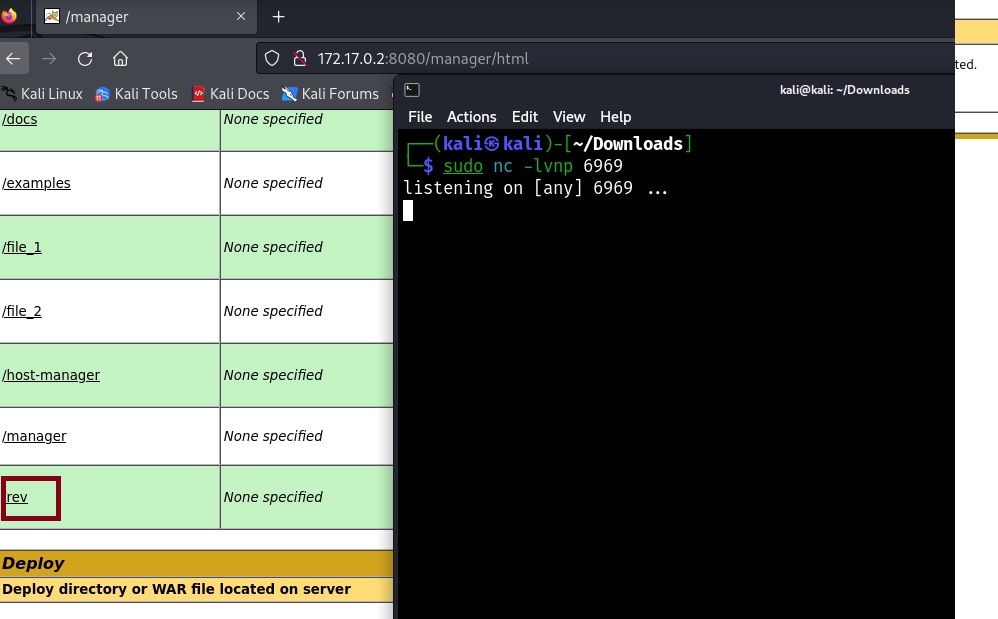 /manager
172.17.0.2:8080/manager/html
Kali Linux Kali Tools Kali Docs Kali Forums
/docs None specified
/examples None specified
/file_1 None specified
/file_2 None specified
/host-manager None specified
/manager None specified
rev None specified
Deploy
Deploy directory or WAR file located on server
kali@kali: ~/Downloads
File Actions Edit View Help
┌──(kali㉿kali)-[~/Downloads]
└─$ sudo nc -lvnp 6969
listening on [any] 6969 ...
ted.